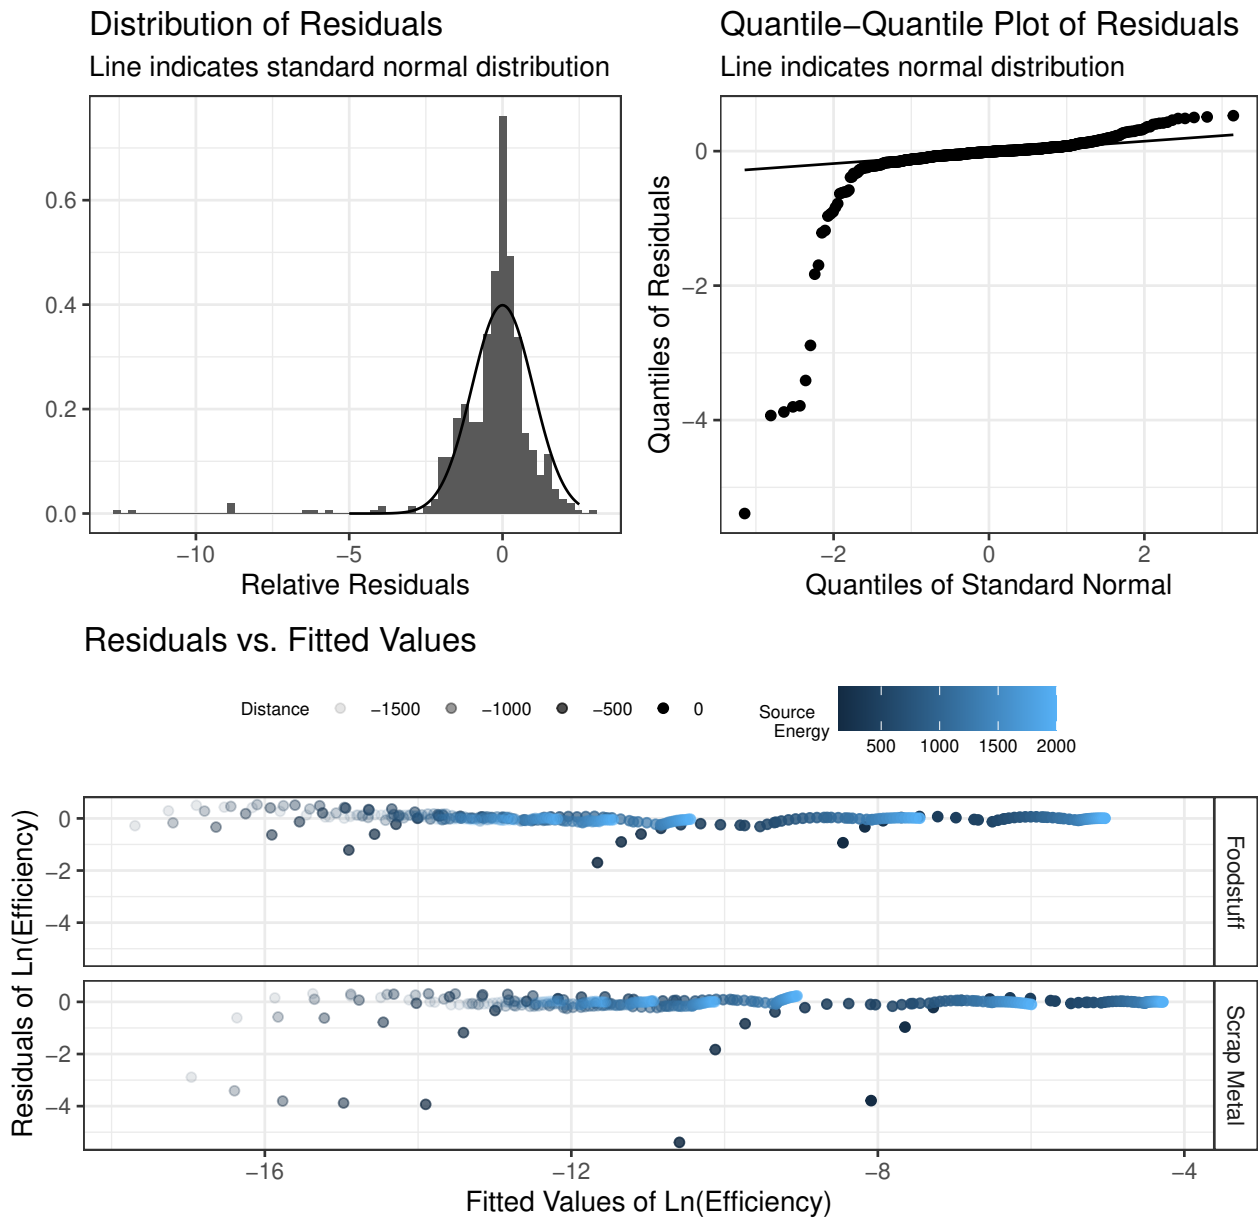 Distribution of Residuals
Line indicates standard normal distribution
0.6
0.4
0.2
0.0
−10 −5 0
Relative Residuals
Quantile−Quantile Plot of Residuals
Line indicates normal distribution
Quantiles of Residuals
0
−2
−4
−2 0 2
Quantiles of Standard Normal
Residuals vs. Fitted Values
Distance −1500 −1000 −500 0
Source
Energy
500 1000 1500 2000
Residuals of Ln(Efficiency)
0
−2
−4
Foodstuff
0
−2
−4
Scrap Metal
−16 −12 −8 −4
Fitted Values of Ln(Efficiency)